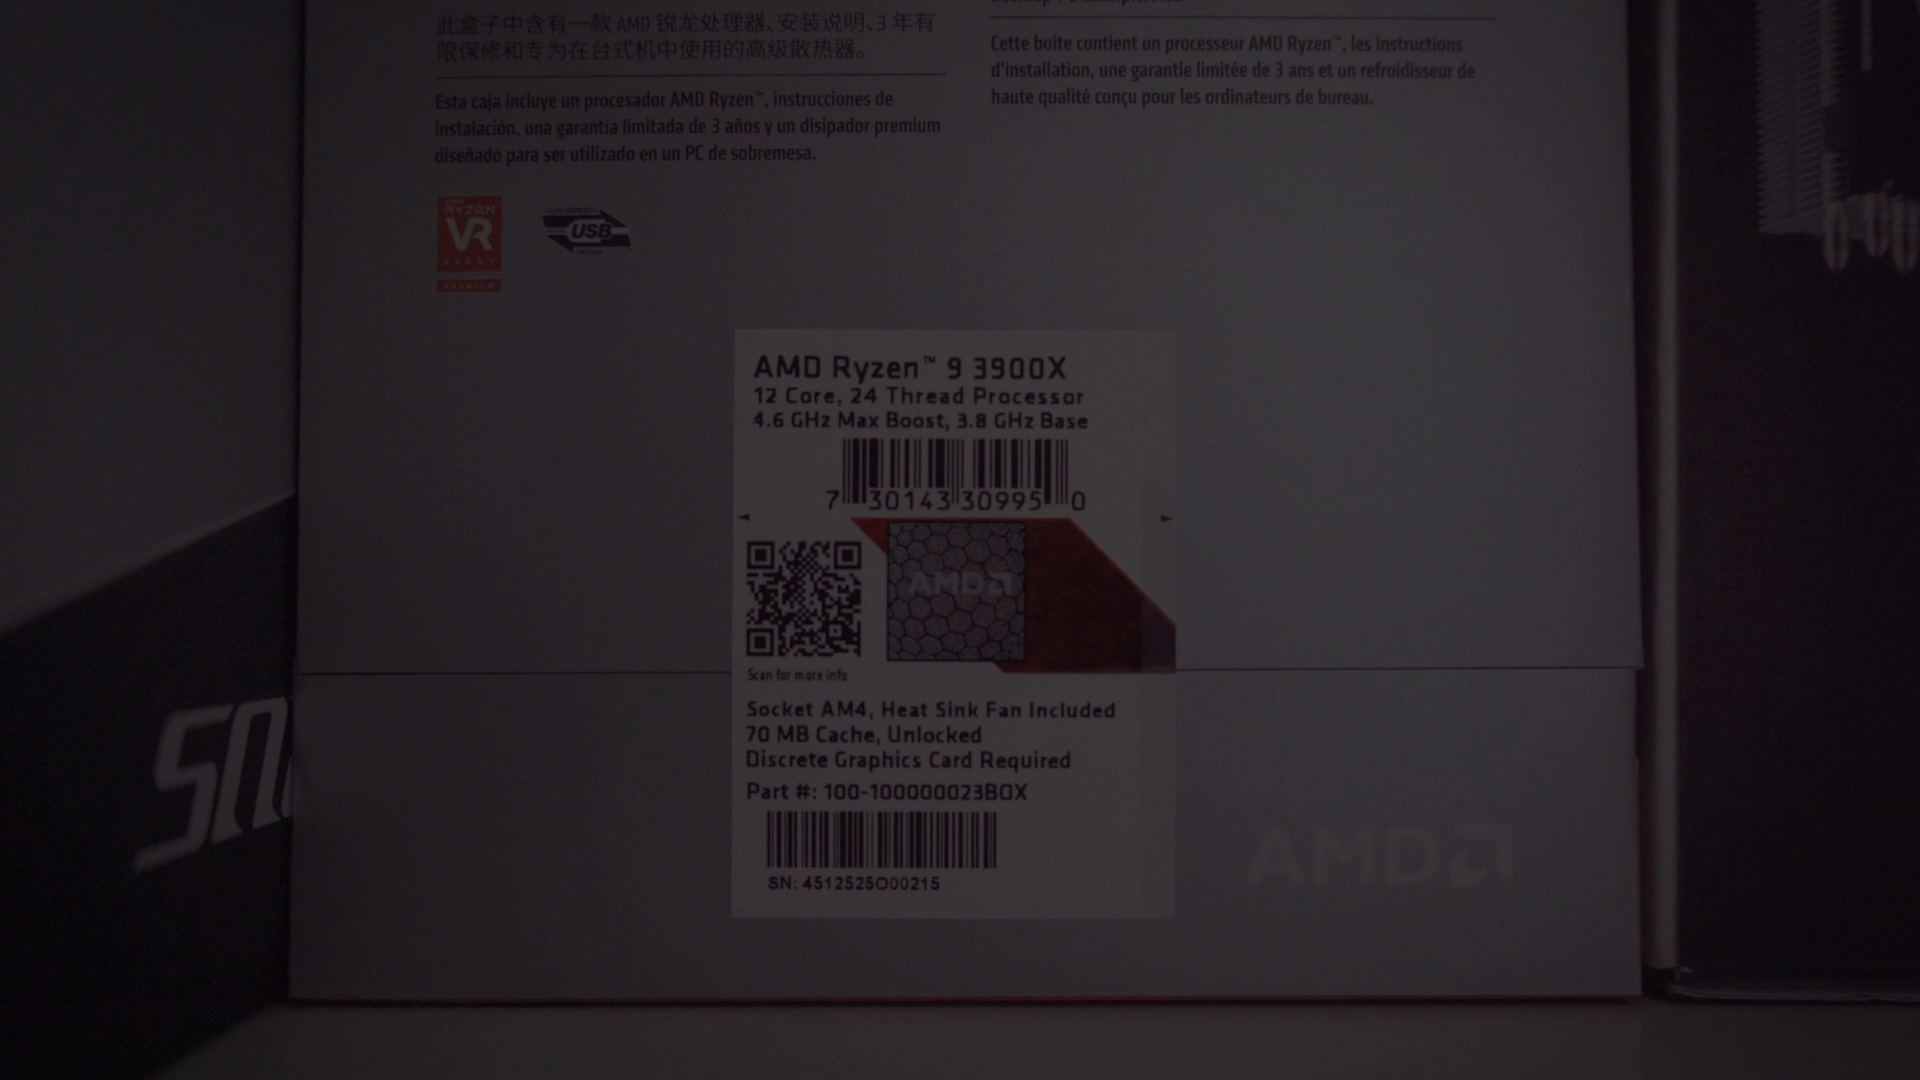 此盒子中含有一款 AMD 锐龙处理器、安装说明、3 年有
限保修和专为在台式机中使用的高级散热器。
Esta caja incluye un procesador AMD Ryzen™, instrucciones de
instalación, una garantía limitada de 3 años y un disipador premium
diseñado para ser utilizado en un PC de sobremesa.
Cette boîte contient un processeur AMD Ryzen™, les instructions
d'installation, une garantie limitée de 3 ans et un refroidisseur de
haute qualité conçu pour les ordinateurs de bureau.
RYZEN
VR
READY
PREMIUM
USB
AMD Ryzen™ 9 3900X
12 Core, 24 Thread Processor
4.6 GHz Max Boost, 3.8 GHz Base
7 30143 30995 0
AMD
Scan for more info
Socket AM4, Heat Sink Fan Included
70 MB Cache, Unlocked
Discrete Graphics Card Required
Part #: 100-100000023BOX
SN: 4512525O00215
AMD